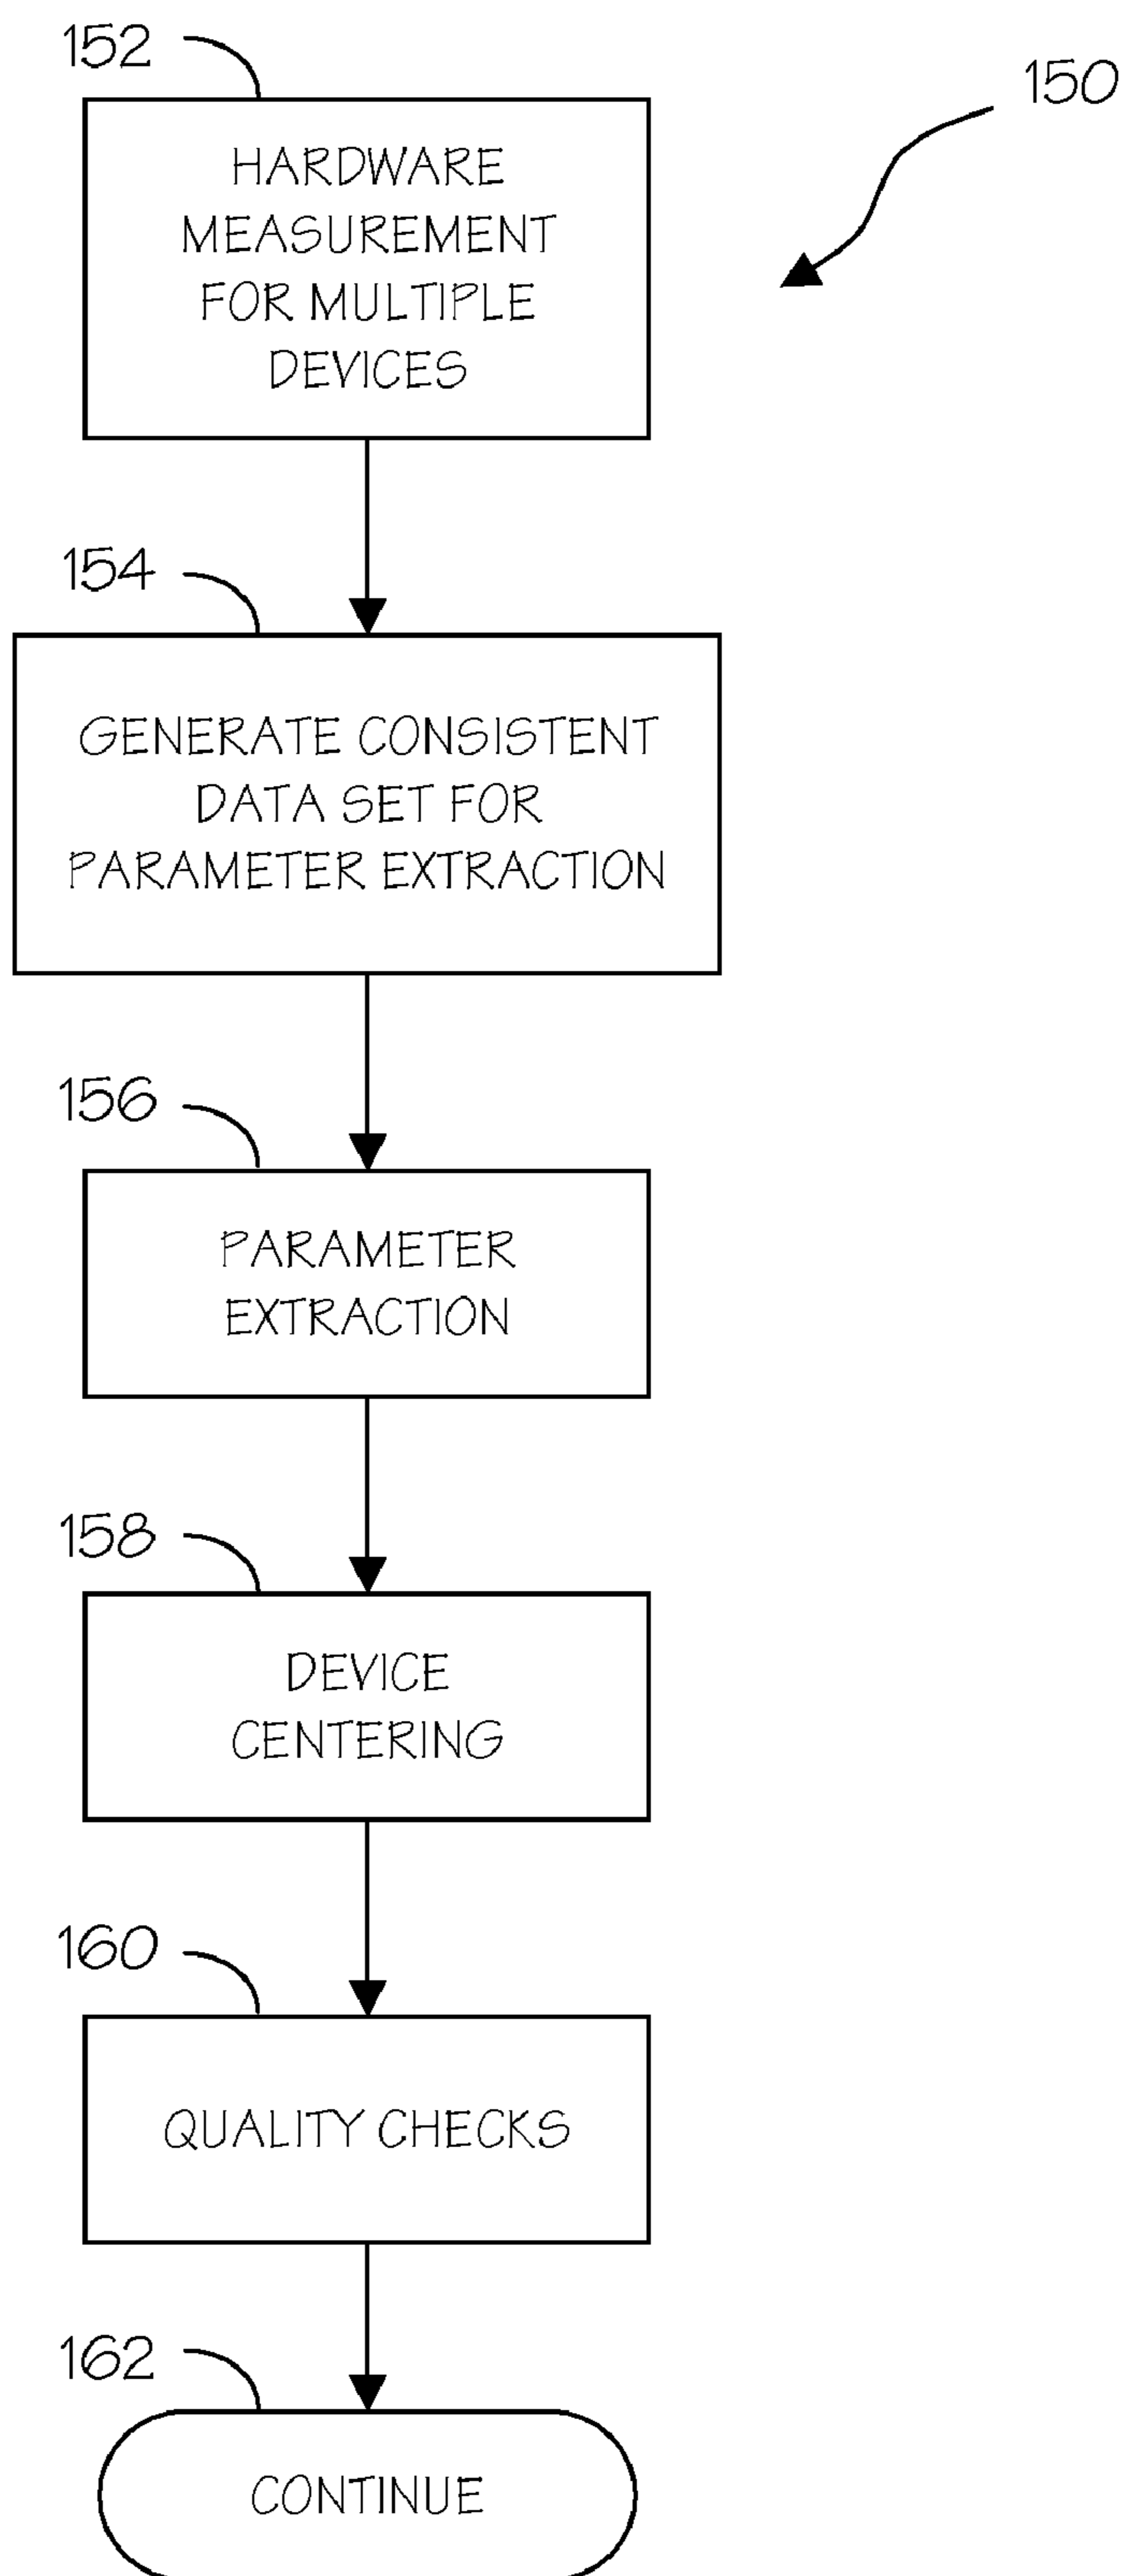 152
150
HARDWARE
MEASUREMENT
FOR MULTIPLE
DEVICES
154
GENERATE CONSISTENT
DATA SET FOR
PARAMETER EXTRACTION
156
PARAMETER
EXTRACTION
158
DEVICE
CENTERING
160
QUALITY CHECKS
162
CONTINUE